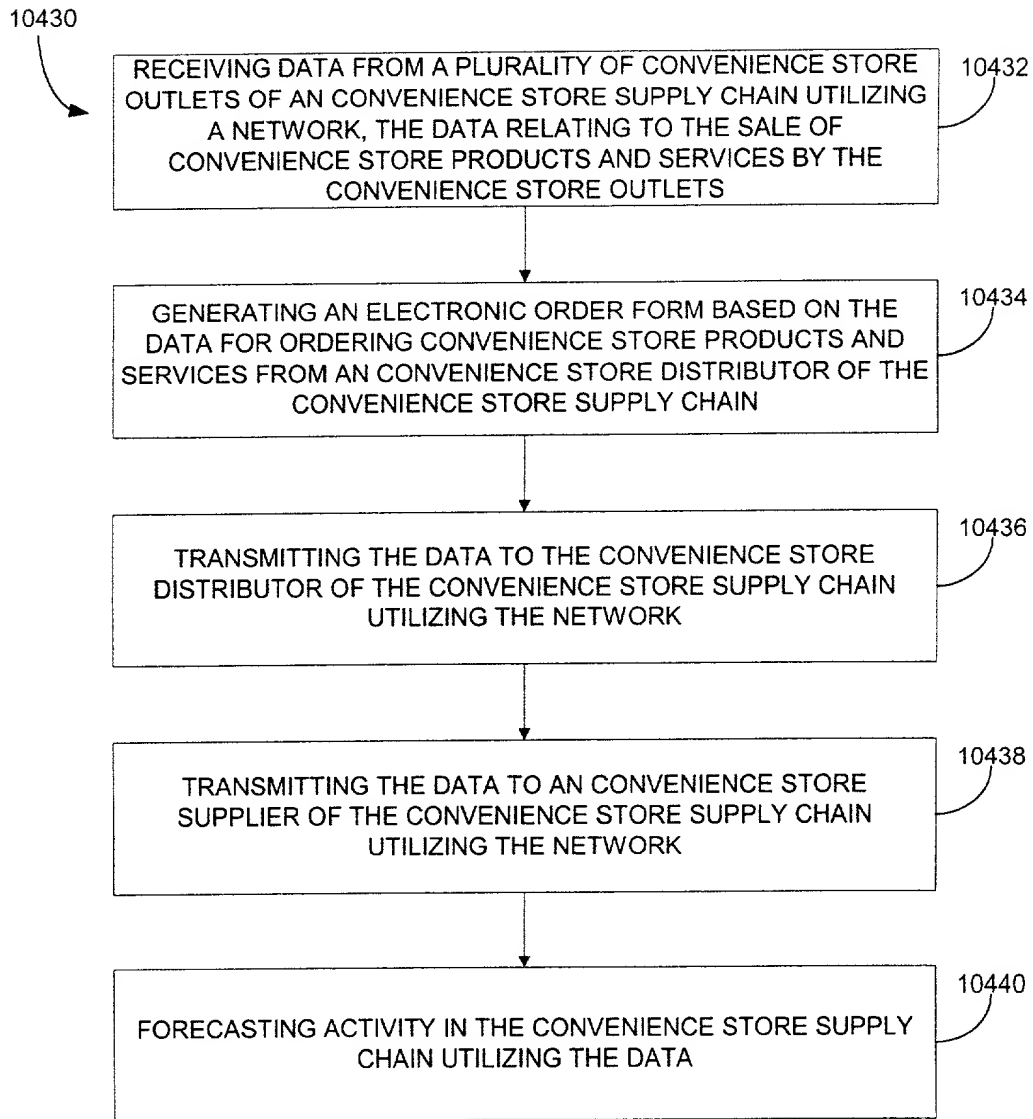 10430
RECEIVING DATA FROM A PLURALITY OF CONVENIENCE STORE
OUTLETS OF AN CONVENIENCE STORE SUPPLY CHAIN UTILIZING
A NETWORK, THE DATA RELATING TO THE SALE OF
CONVENIENCE STORE PRODUCTS AND SERVICES BY THE
CONVENIENCE STORE OUTLETS
10432
GENERATING AN ELECTRONIC ORDER FORM BASED ON THE
DATA FOR ORDERING CONVENIENCE STORE PRODUCTS AND
SERVICES FROM AN CONVENIENCE STORE DISTRIBUTOR OF THE
CONVENIENCE STORE SUPPLY CHAIN
10434
TRANSMITTING THE DATA TO THE CONVENIENCE STORE
DISTRIBUTOR OF THE CONVENIENCE STORE SUPPLY CHAIN
UTILIZING THE NETWORK
10436
TRANSMITTING THE DATA TO AN CONVENIENCE STORE
SUPPLIER OF THE CONVENIENCE STORE SUPPLY CHAIN
UTILIZING THE NETWORK
10438
FORECASTING ACTIVITY IN THE CONVENIENCE STORE SUPPLY
CHAIN UTILIZING THE DATA
10440